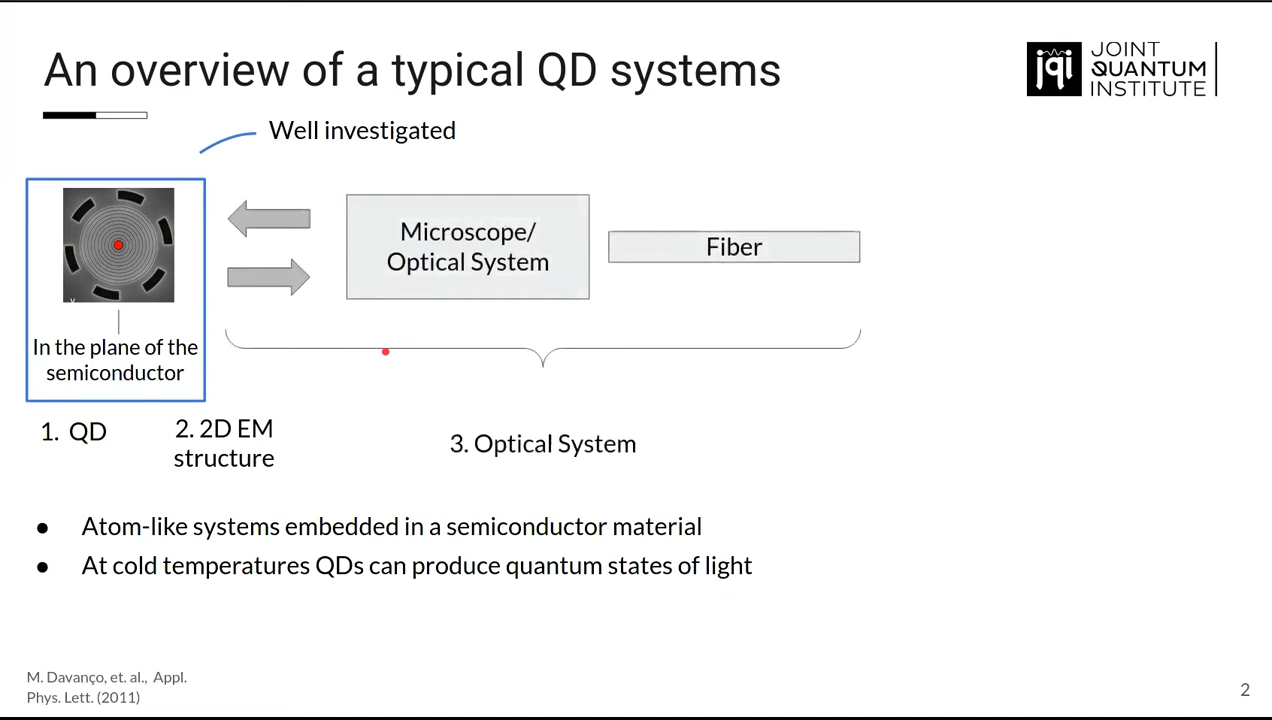 An overview of a typical QD systems
JOINT
QUANTUM
INSTITUTE
jqi
Well investigated
Microscope/
Optical System
Fiber
y
In the plane of the
semiconductor
1. QD
2. 2D EM
structure
3. Optical System
● Atom-like systems embedded in a semiconductor material
● At cold temperatures QDs can produce quantum states of light
M. Davanço, et. al., Appl.
Phys. Lett. (2011)
2